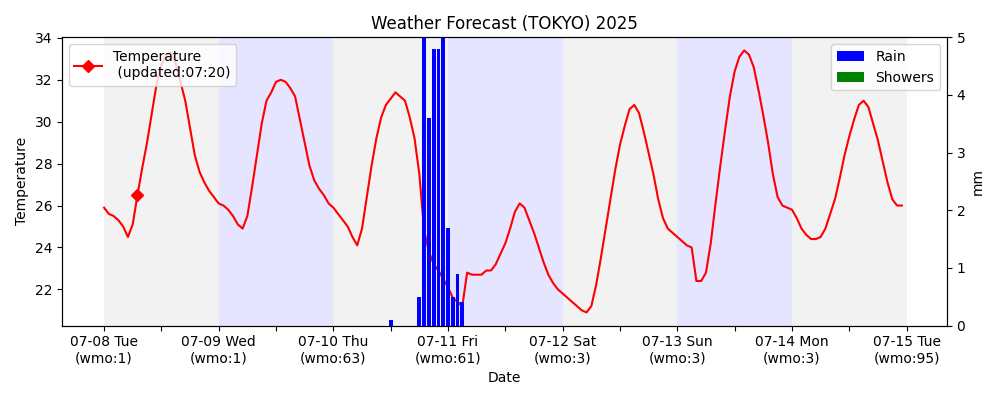 Weather Forecast (TOKYO) 2025
Temperature
(updated:07:20)
Rain
Showers
34
32
30
28
26
24
22
Temperature
5
4
3
2
1
0
mm
07-08 Tue
(wmo:1)
07-09 Wed
(wmo:1)
07-10 Thu
(wmo:63)
07-11 Fri
(wmo:61)
07-12 Sat
(wmo:3)
07-13 Sun
(wmo:3)
07-14 Mon
(wmo:3)
07-15 Tue
(wmo:95)
Date